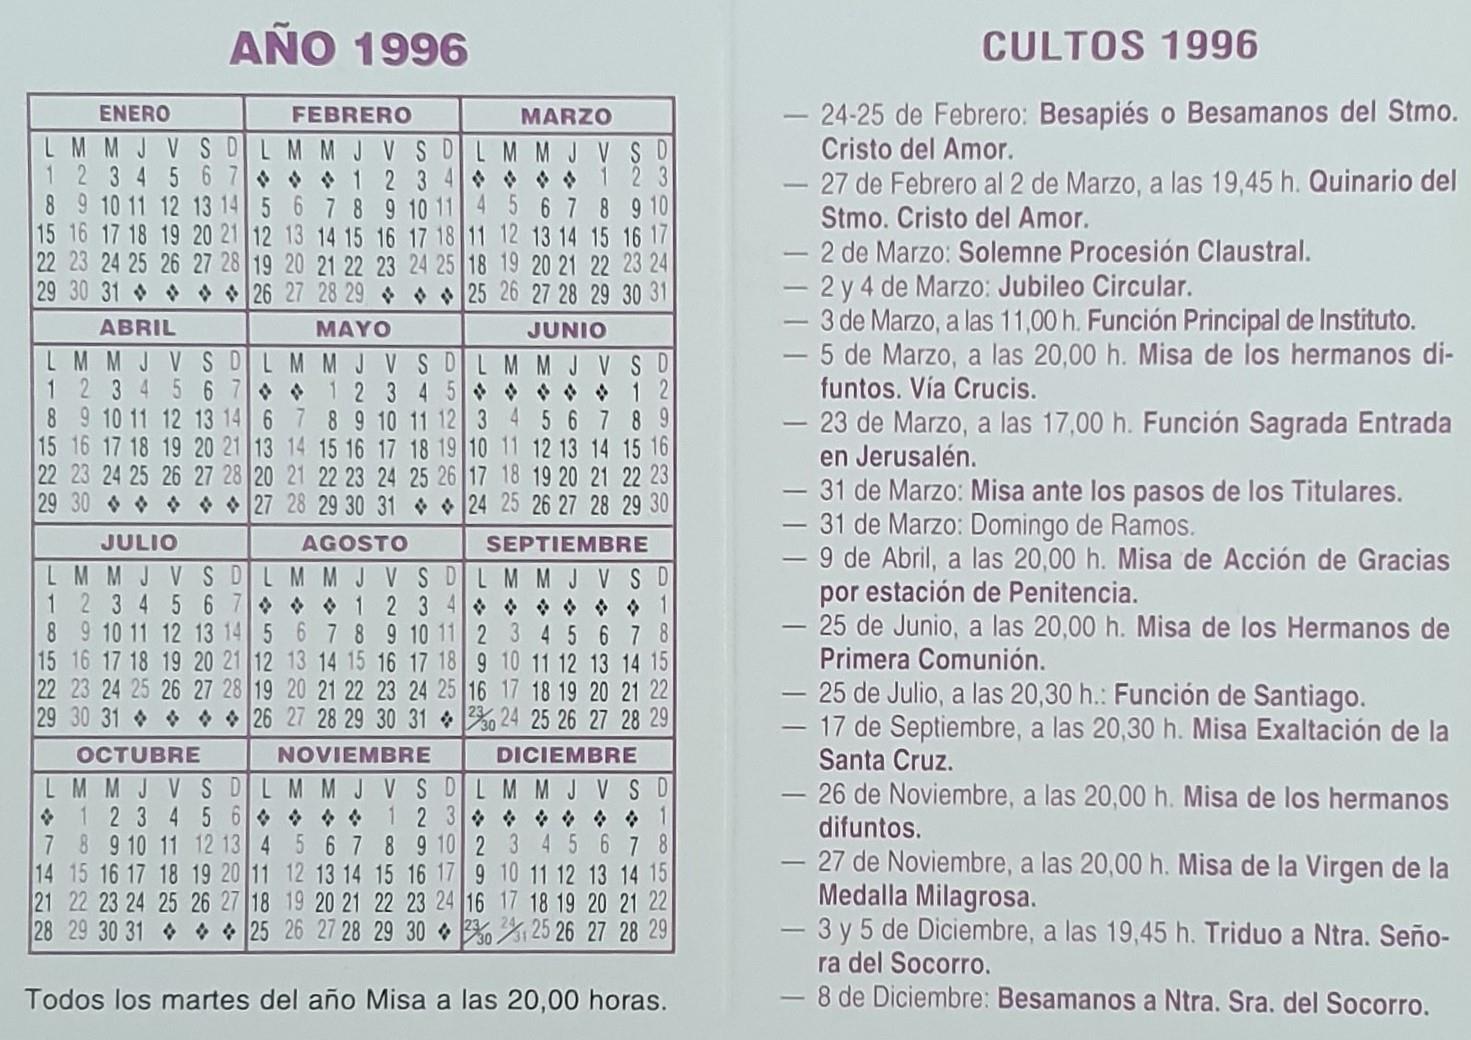 AÑO 1996
ENERO FEBRERO MARZO
L M M J V S D L M M J V S D L M M J V S D
1 2 3 4 5 6 7 ❖ ❖ ❖ 1 2 3 4 ❖ ❖ ❖ ❖ 1 2 3
8 9 10 11 12 13 14 5 6 7 8 9 10 11 4 5 6 7 8 9 10
15 16 17 18 19 20 21 12 13 14 15 16 17 18 11 12 13 14 15 16 17
22 23 24 25 26 27 28 19 20 21 22 23 24 25 18 19 20 21 22 23 24
29 30 31 ❖ ❖ ❖ ❖ 26 27 28 29 ❖ ❖ ❖ 25 26 27 28 29 30 31
ABRIL MAYO JUNIO
L M M J V S D L M M J V S D L M M J V S D
1 2 3 4 5 6 7 ❖ ❖ 1 2 3 4 5 ❖ ❖ ❖ ❖ ❖ 1 2
8 9 10 11 12 13 14 6 7 8 9 10 11 12 3 4 5 6 7 8 9
15 16 17 18 19 20 21 13 14 15 16 17 18 19 10 11 12 13 14 15 16
22 23 24 25 26 27 28 20 21 22 23 24 25 26 17 18 19 20 21 22 23
29 30 ❖ ❖ ❖ ❖ ❖ 27 28 29 30 31 ❖ ❖ 24 25 26 27 28 29 30
JULIO AGOSTO SEPTIEMBRE
L M M J V S D L M M J V S D L M M J V S D
1 2 3 4 5 6 7 ❖ ❖ ❖ 1 2 3 4 ❖ ❖ ❖ ❖ ❖ ❖ 1
8 9 10 11 12 13 14 5 6 7 8 9 10 11 2 3 4 5 6 7 8
15 16 17 18 19 20 21 12 13 14 15 16 17 18 9 10 11 12 13 14 15
22 23 24 25 26 27 28 19 20 21 22 23 24 25 16 17 18 19 20 21 22
29 30 31 ❖ ❖ ❖ ❖ 26 27 28 29 30 31 ❖ 23/30 24 25 26 27 28 29
OCTUBRE NOVIEMBRE DICIEMBRE
L M M J V S D L M M J V S D L M M J V S D
❖ 1 2 3 4 5 6 ❖ ❖ ❖ ❖ 1 2 3 ❖ ❖ ❖ ❖ ❖ ❖ 1
7 8 9 10 11 12 13 4 5 6 7 8 9 10 2 3 4 5 6 7 8
14 15 16 17 18 19 20 11 12 13 14 15 16 17 9 10 11 12 13 14 15
21 22 23 24 25 26 27 18 19 20 21 22 23 24 16 17 18 19 20 21 22
28 29 30 31 ❖ ❖ ❖ 25 26 27 28 29 30 ❖ 23/30 24/31 25 26 27 28 29
Todos los martes del año Misa a las 20,00 horas.
CULTOS 1996
— 24-25 de Febrero: Besapiés o Besamanos del Stmo.
Cristo del Amor.
— 27 de Febrero al 2 de Marzo, a las 19,45 h. Quinario del
Stmo. Cristo del Amor.
— 2 de Marzo: Solemne Procesión Claustral.
— 2 y 4 de Marzo: Jubileo Circular.
— 3 de Marzo, a las 11,00 h. Función Principal de Instituto.
— 5 de Marzo, a las 20,00 h. Misa de los hermanos di-
funtos. Vía Crucis.
— 23 de Marzo, a las 17,00 h. Función Sagrada Entrada
en Jerusalén.
— 31 de Marzo: Misa ante los pasos de los Titulares.
— 31 de Marzo: Domingo de Ramos.
— 9 de Abril, a las 20,00 h. Misa de Acción de Gracias
por estación de Penitencia.
— 25 de Junio, a las 20,00 h. Misa de los Hermanos de
Primera Comunión.
— 25 de Julio, a las 20,30 h.: Función de Santiago.
— 17 de Septiembre, a las 20,30 h. Misa Exaltación de la
Santa Cruz.
— 26 de Noviembre, a las 20,00 h. Misa de los hermanos
difuntos.
— 27 de Noviembre, a las 20,00 h. Misa de la Virgen de la
Medalla Milagrosa.
— 3 y 5 de Diciembre, a las 19,45 h. Triduo a Ntra. Seño-
ra del Socorro.
— 8 de Diciembre: Besamanos a Ntra. Sra. del Socorro.